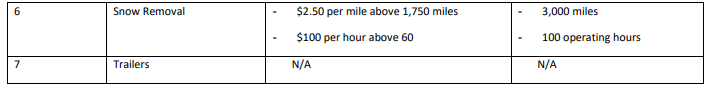 6 Snow Removal - $2.50 per mile above 1,750 miles - 3,000 miles
- $100 per hour above 60 - 100 operating hours
7 Trailers N/A N/A